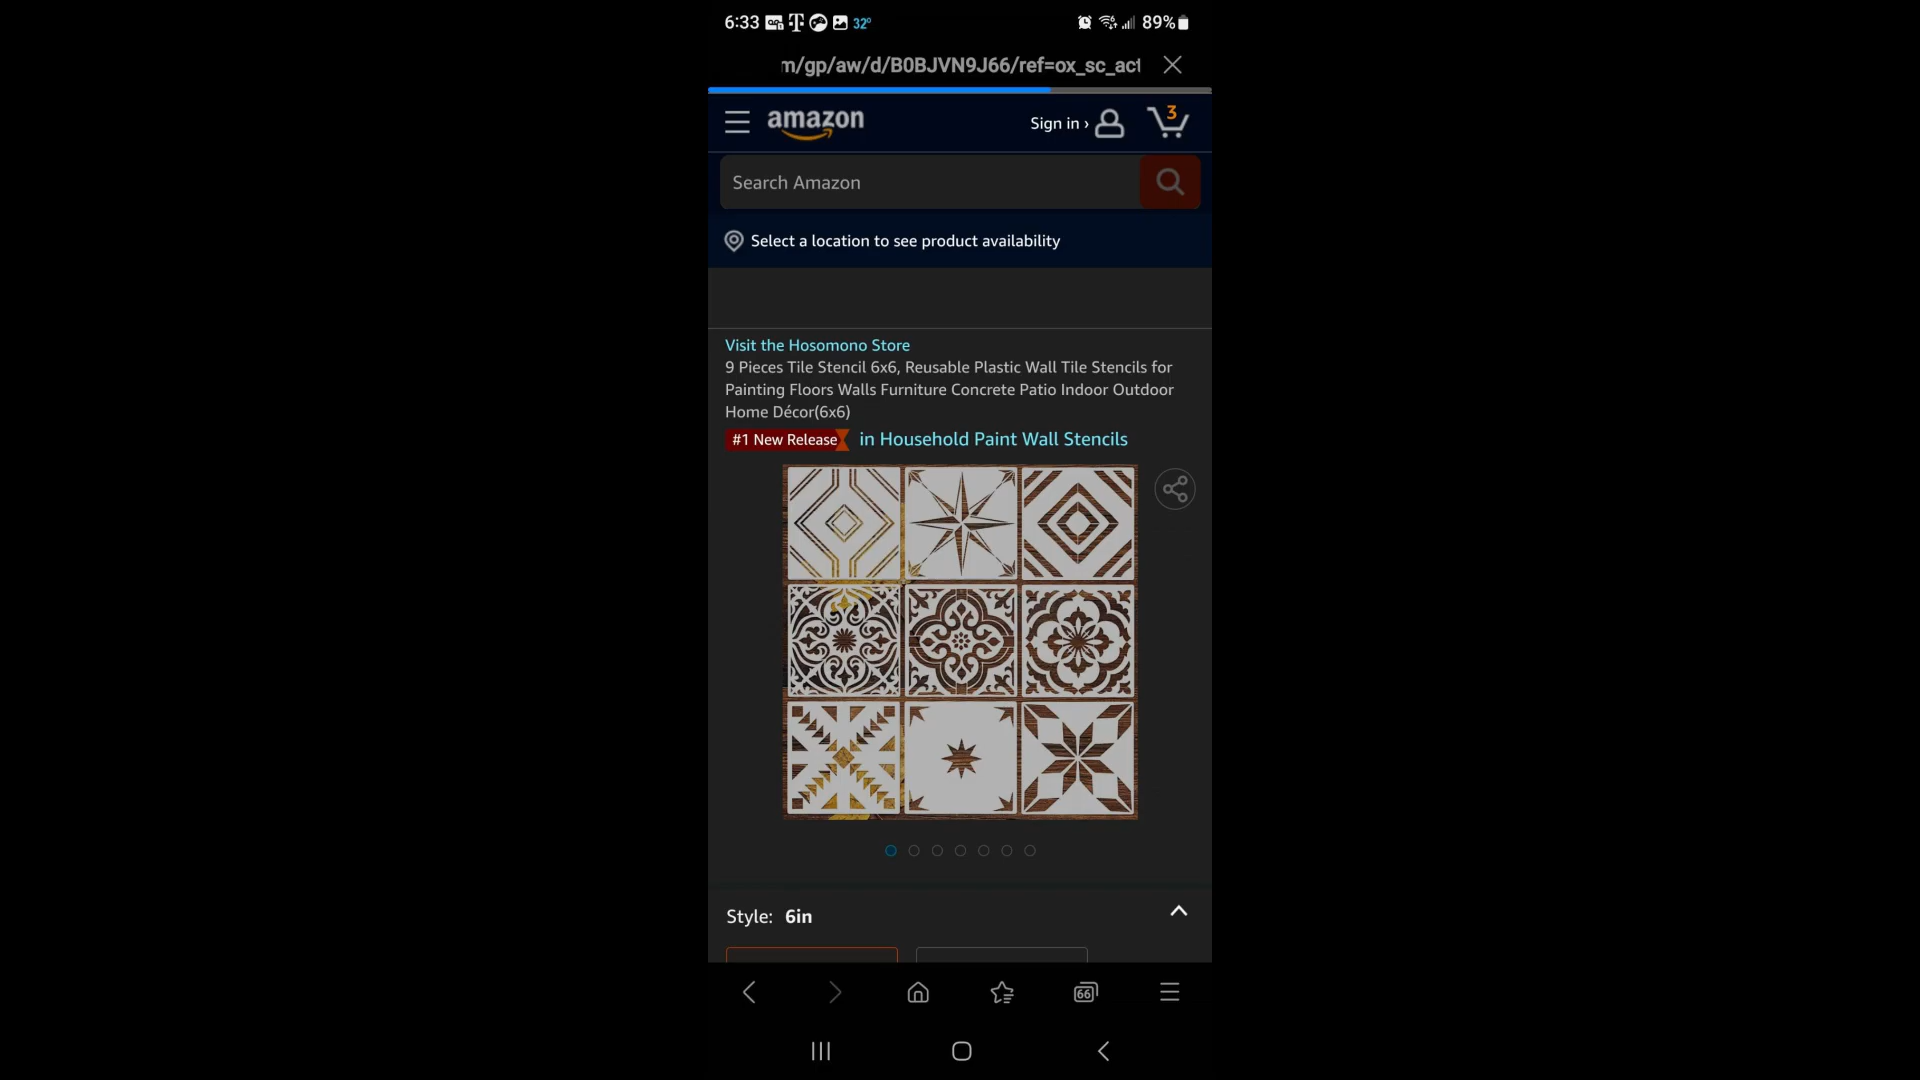 6:33 32° 89%
m/gp/aw/d/B0BJVN9J66/ref=ox_sc_act
amazon Sign in › 3
Search Amazon
Select a location to see product availability
Visit the Hosomono Store
9 Pieces Tile Stencil 6x6, Reusable Plastic Wall Tile Stencils for
Painting Floors Walls Furniture Concrete Patio Indoor Outdoor
Home Décor(6x6)
#1 New Release in Household Paint Wall Stencils
Style: 6in
66